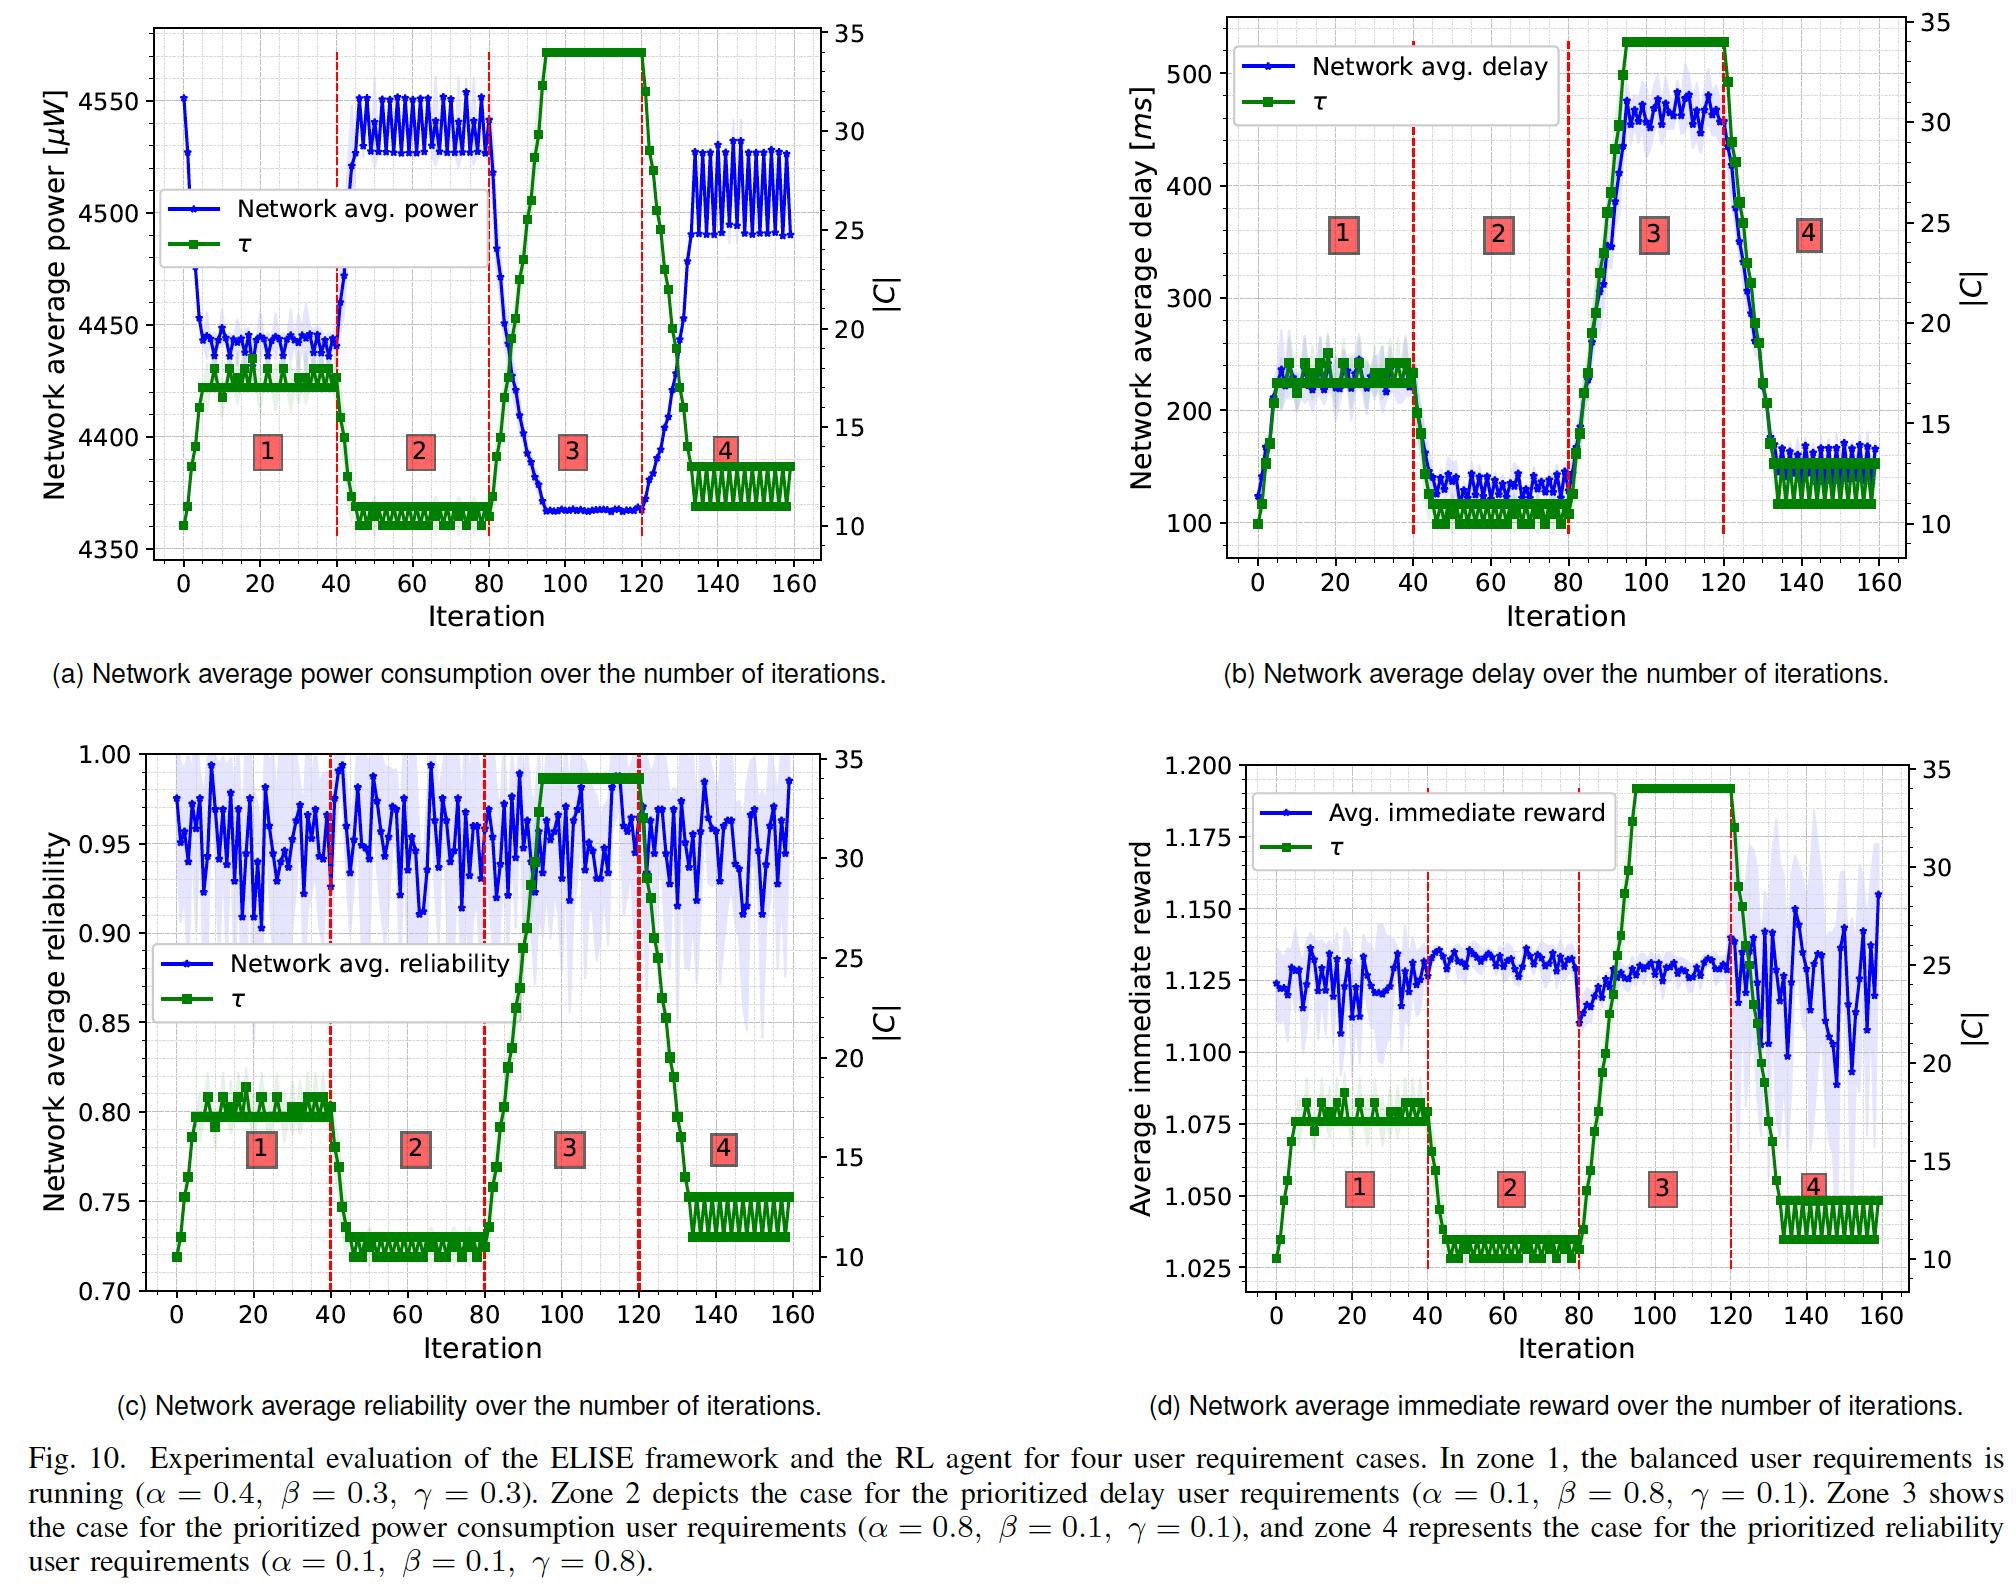 Network average power [μW]
4550
4500
4450
4400
4350
35
30
25
20
15
10
|C|
Network avg. power
τ
1
2
3
4
0 20 40 60 80 100 120 140 160
Iteration
(a) Network average power consumption over the number of iterations.
Network average delay [ms]
500
400
300
200
100
35
30
25
20
15
10
|C|
Network avg. delay
τ
1
2
3
4
0 20 40 60 80 100 120 140 160
Iteration
(b) Network average delay over the number of iterations.
Network average reliability
1.00
0.95
0.90
0.85
0.80
0.75
0.70
35
30
25
20
15
10
|C|
Network avg. reliability
τ
1
2
3
4
0 20 40 60 80 100 120 140 160
Iteration
(c) Network average reliability over the number of iterations.
Average immediate reward
1.200
1.175
1.150
1.125
1.100
1.075
1.050
1.025
35
30
25
20
15
10
|C|
Avg. immediate reward
τ
1
2
3
4
0 20 40 60 80 100 120 140 160
Iteration
(d) Network average immediate reward over the number of iterations.
Fig. 10. Experimental evaluation of the ELISE framework and the RL agent for four user requirement cases. In zone 1, the balanced user requirements is
running (α = 0.4, β = 0.3, γ = 0.3). Zone 2 depicts the case for the prioritized delay user requirements (α = 0.1, β = 0.8, γ = 0.1). Zone 3 shows
the case for the prioritized power consumption user requirements (α = 0.8, β = 0.1, γ = 0.1), and zone 4 represents the case for the prioritized reliability
user requirements (α = 0.1, β = 0.1, γ = 0.8).